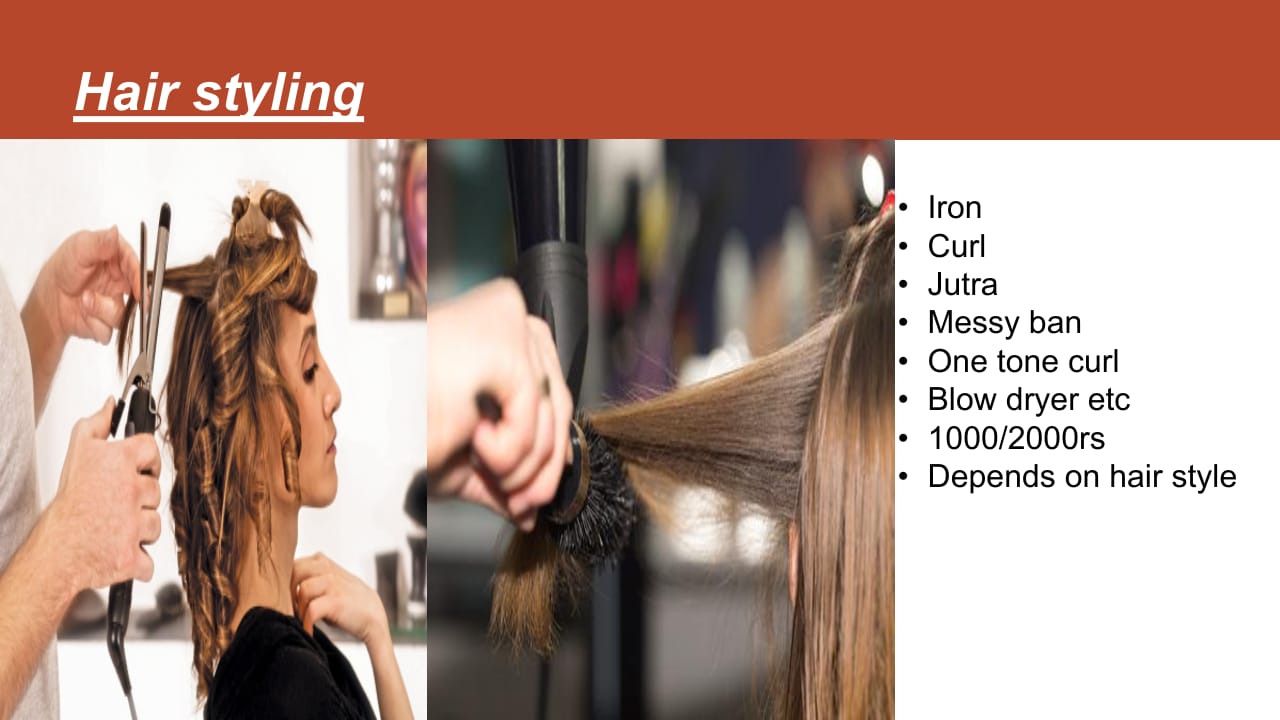 Hair styling
• Iron
• Curl
• Jutra
• Messy ban
• One tone curl
• Blow dryer etc
• 1000/2000rs
• Depends on hair style